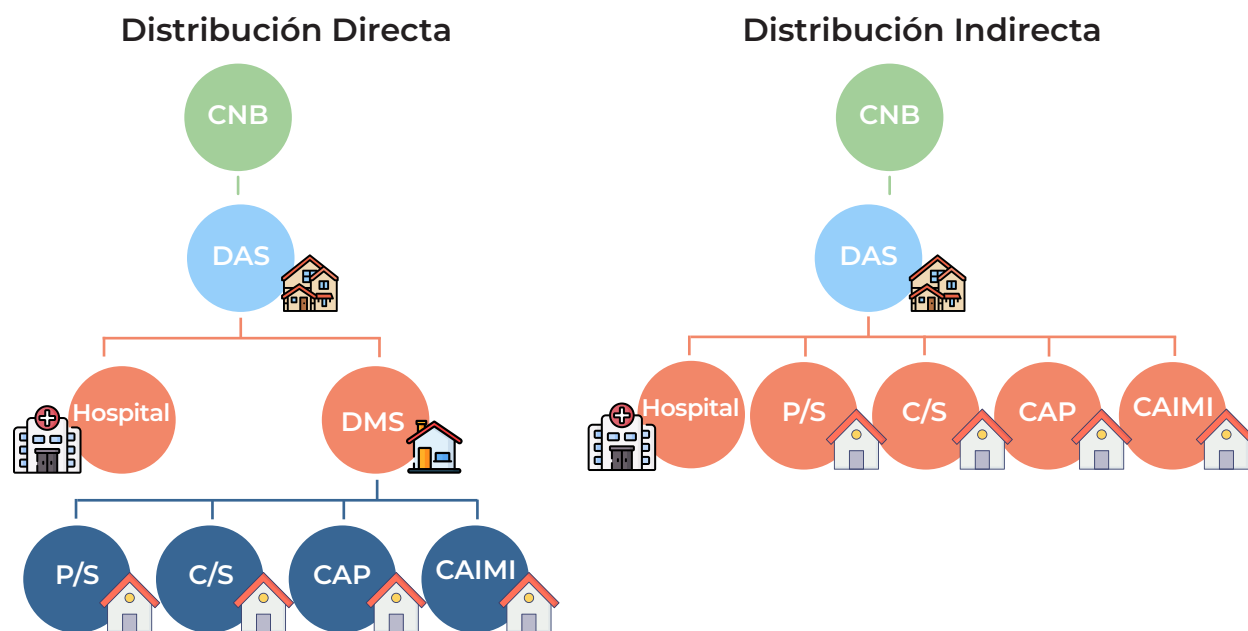 Distribución Directa
CNB
DAS
Hospital
DMS
P/S
C/S
CAP
CAIMI
Distribución Indirecta
CNB
DAS
Hospital
P/S
C/S
CAP
CAIMI